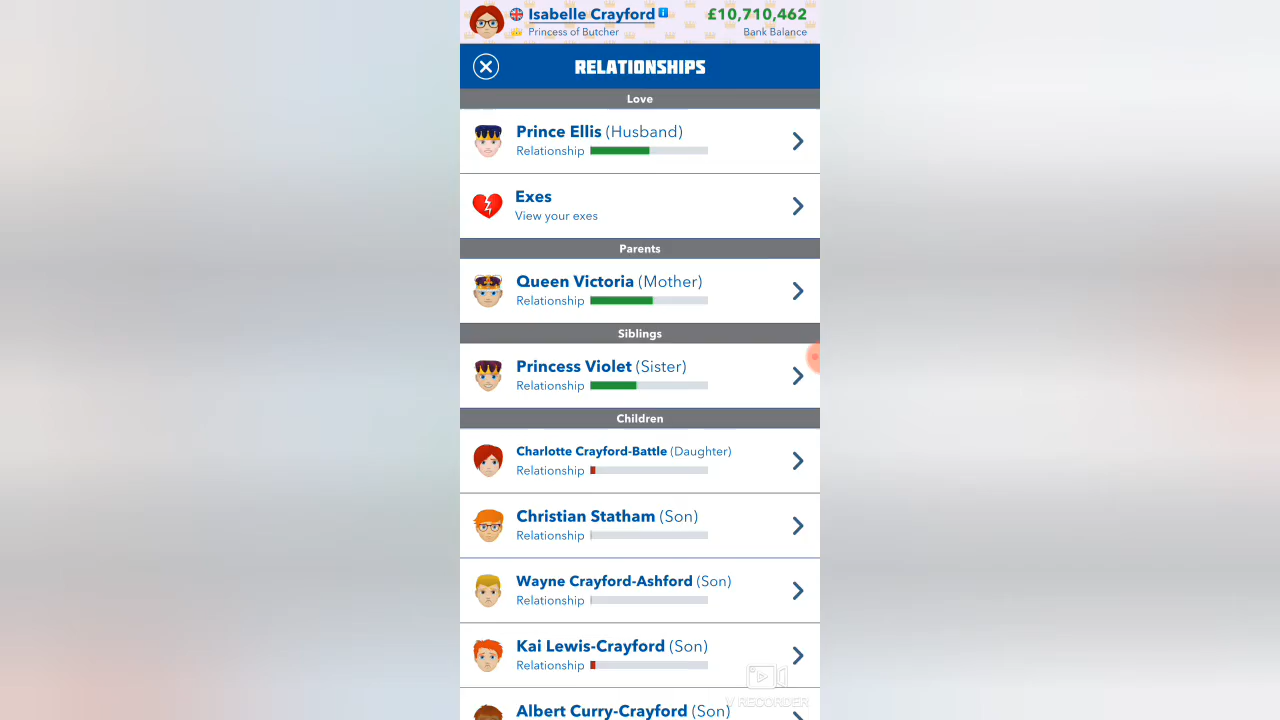 Isabelle Crayford
£10,710,462
Princess of Butcher
Bank Balance
RELATIONSHIPS
Love
Prince Ellis (Husband)
Relationship
Exes
View your exes
Parents
Queen Victoria (Mother)
Relationship
Siblings
Princess Violet (Sister)
Relationship
Children
Charlotte Crayford-Battle (Daughter)
Relationship
Christian Statham (Son)
Relationship
Wayne Crayford-Ashford (Son)
Relationship
Kai Lewis-Crayford (Son)
Relationship
V RECORDER
Albert Curry-Crayford (Son)